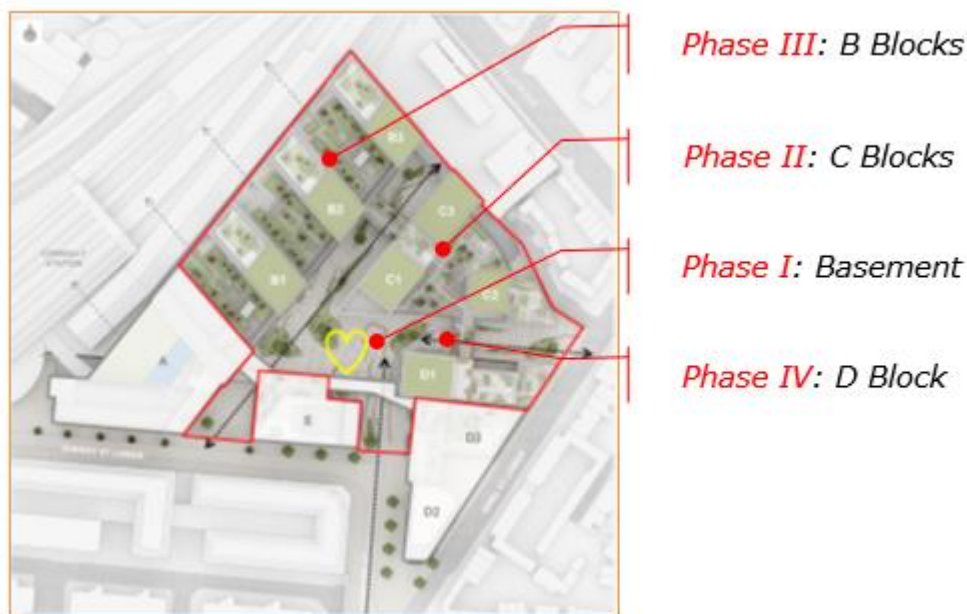 Phase III: B Blocks
Phase II: C Blocks
Phase I: Basement
Phase IV: D Block
B3
B2
C3
B1
C1
C2
A
D1
E
D3
D2